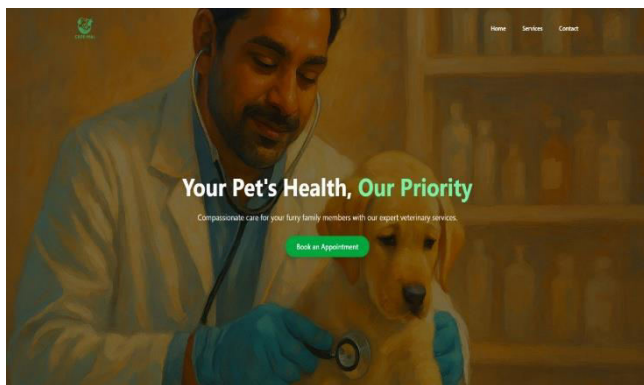 Home Services Contact
Your Pet's Health, Our Priority
Compassionate care for your furry family members with our expert veterinary services.
Book an Appointment